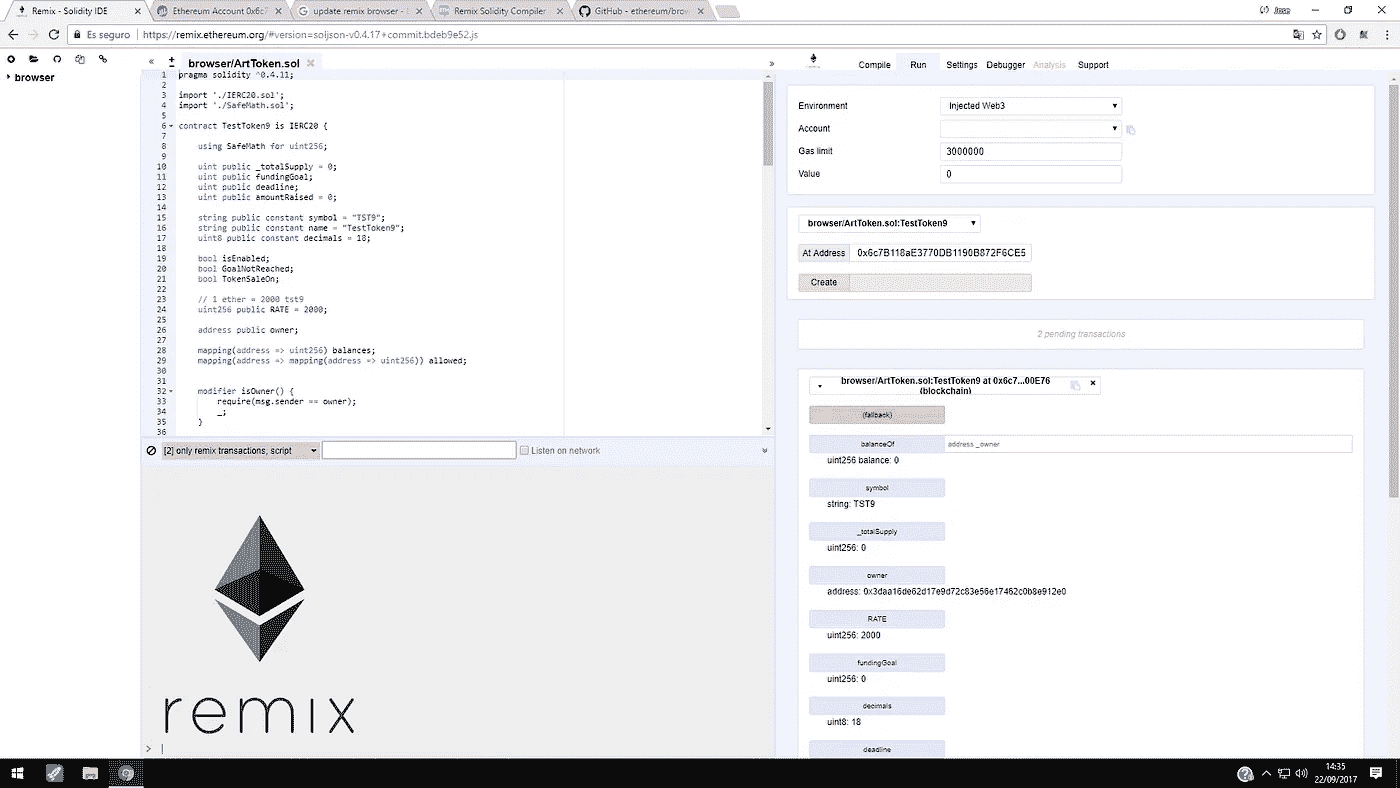 Remix - Solidity IDE
Ethereum Account 0x6c7
update remix browser -
Remix Solidity Compiler
GitHub - ethereum/brow
Es seguro
https://remix.ethereum.org/#version=soljson-v0.4.17+commit.bdeb9e52.js
browser
browser/ArtToken.sol
1 pragma solidity ^0.4.11;
2
3 import './IERC20.sol';
4 import './SafeMath.sol';
5
6 contract TestToken9 is IERC20 {
7
8 using SafeMath for uint256;
9
10 uint public _totalSupply = 0;
11 uint public fundingGoal;
12 uint public deadline;
13 uint public amountRaised = 0;
14
15 string public constant symbol = "TST9";
16 string public constant name = "TestToken9";
17 uint8 public constant decimals = 18;
18
19 bool isEnabled;
20 bool GoalNotReached;
21 bool TokenSaleOn;
22
23 // 1 ether = 2000 tst9
24 uint256 public RATE = 2000;
25
26 address public owner;
27
28 mapping(address => uint256) balances;
29 mapping(address => mapping(address => uint256)) allowed;
30
31
32 modifier isOwner() {
33 require(msg.sender == owner);
34 _;
35 }
36
[2] only remix transactions, script
Listen on network
remix
>
Compile Run Settings Debugger Analysis Support
Environment Injected Web3
Account
Gas limit 3000000
Value 0
browser/ArtToken.sol:TestToken9
At Address 0x6c7B118aE3770DB1190B872F6CE5
Create
2 pending transactions
browser/ArtToken.sol:TestToken9 at 0x6c7...00E76
(blockchain)
(fallback)
balanceOf address _owner
uint256 balance: 0
symbol
string: TST9
_totalSupply
uint256: 0
owner
address: 0x3daa16de62d17e9d72c83e56e17462c0b8e912e0
RATE
uint256: 2000
fundingGoal
uint256: 0
decimals
uint8: 18
deadline
14:35
22/09/2017